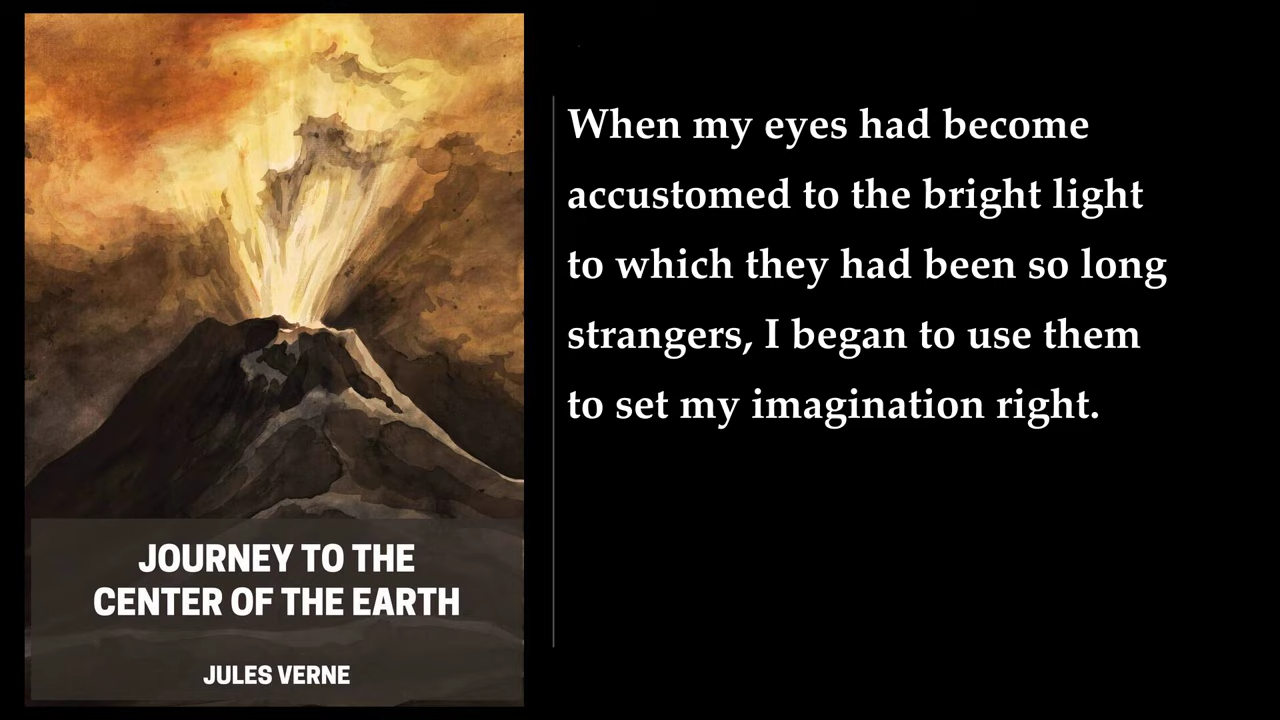 When my eyes had become
accustomed to the bright light
to which they had been so long
strangers, I began to use them
to set my imagination right.
JOURNEY TO THE
CENTER OF THE EARTH
JULES VERNE